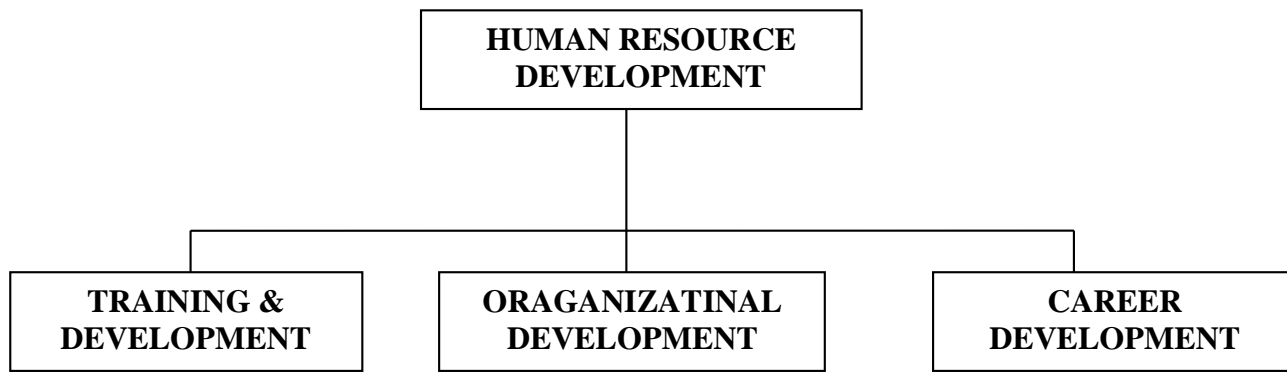 HUMAN RESOURCE
DEVELOPMENT
TRAINING &
DEVELOPMENT
ORAGANIZATINAL
DEVELOPMENT
CAREER
DEVELOPMENT